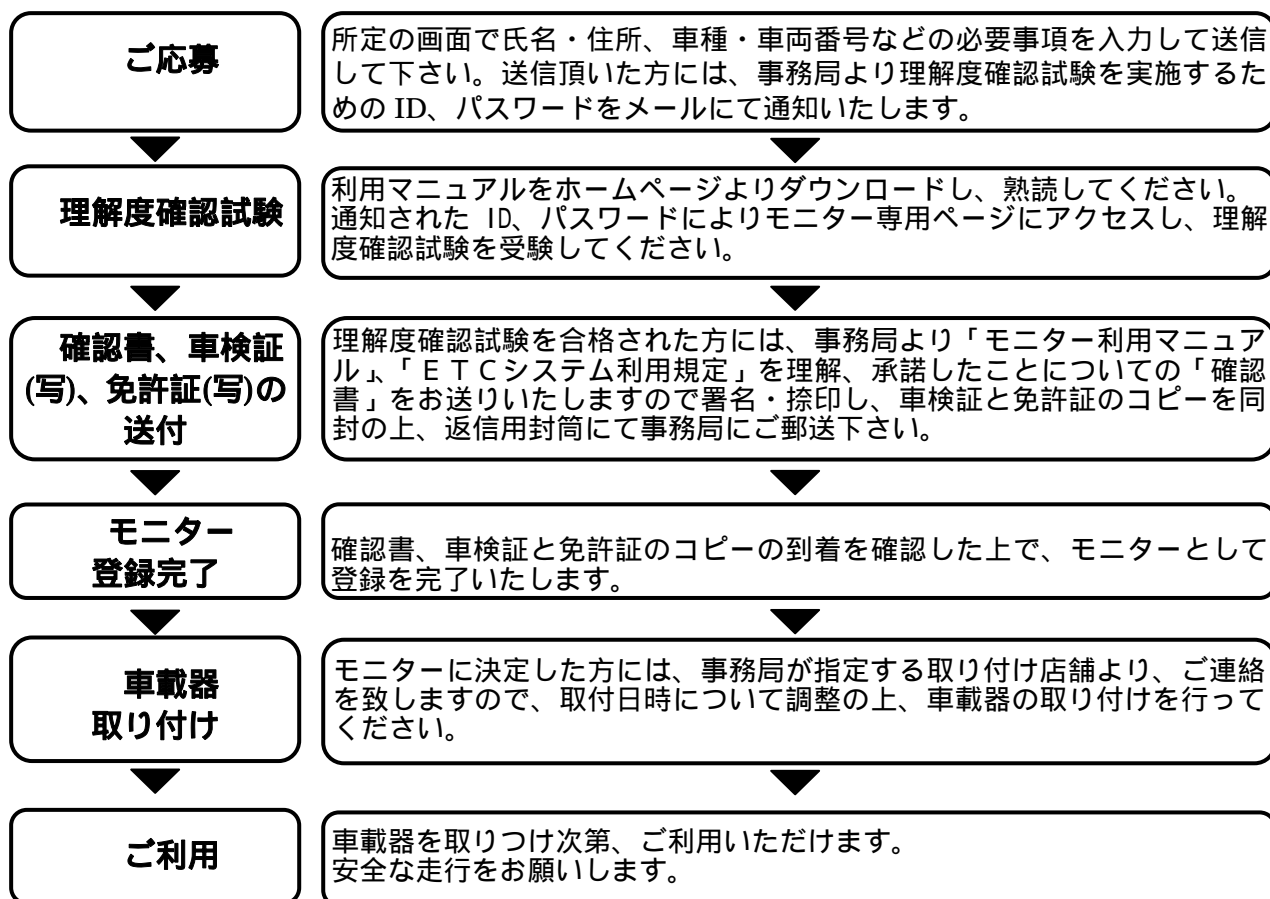 ご応募
所定の画面で氏名・住所、車種・車両番号などの必要事項を入力して送信
して下さい。送信頂いた方には、事務局より理解度確認試験を実施するた
めの ID、パスワードをメールにて通知いたします。
理解度確認試験
利用マニュアルをホームページよりダウンロードし、熟読してください。
通知された ID、パスワードによりモニター専用ページにアクセスし、理解
度確認試験を受験してください。
確認書、車検証
(写)、免許証(写)の
送付
理解度確認試験を合格された方には、事務局より「モニター利用マニュア
ル」、「ETCシステム利用規定」を理解、承諾したことについての「確認
書」をお送りいたしますので署名・捺印し、車検証と免許証のコピーを同
封の上、返信用封筒にて事務局にご郵送下さい。
モニター
登録完了
確認書、車検証と免許証のコピーの到着を確認した上で、モニターとして
登録を完了いたします。
車載器
取り付け
モニターに決定した方には、事務局が指定する取り付け店舗より、ご連絡
を致しますので、取付日時について調整の上、車載器の取り付けを行って
ください。
ご利用
車載器を取りつけ次第、ご利用いただけます。
安全な走行をお願いします。